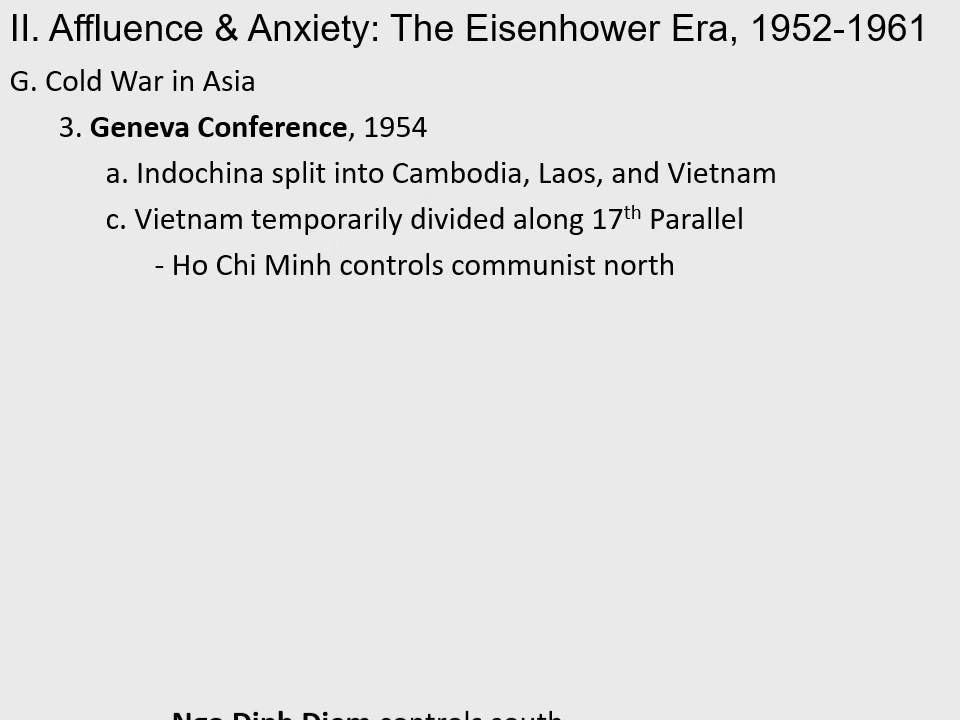 II. Affluence & Anxiety: The Eisenhower Era, 1952-1961
G. Cold War in Asia
3. Geneva Conference, 1954
a. Indochina split into Cambodia, Laos, and Vietnam
c. Vietnam temporarily divided along 17th Parallel
- Ho Chi Minh controls communist north
Ngo Dinh Diem controls south